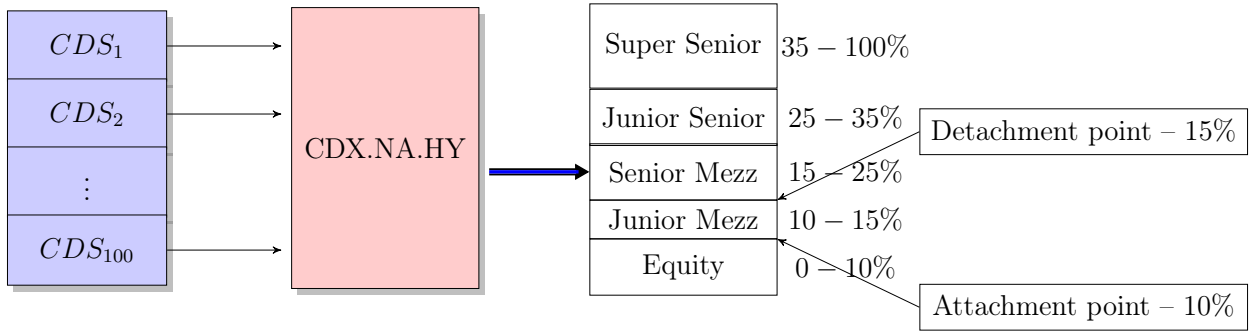 CDS₁
CDS₂
⋮
CDS₁₀₀
CDX.NA.HY
Super Senior 35 – 100%
Junior Senior 25 – 35%
Senior Mezz 15 – 25%
Junior Mezz 10 – 15%
Equity 0 – 10%
Detachment point – 15%
Attachment point – 10%